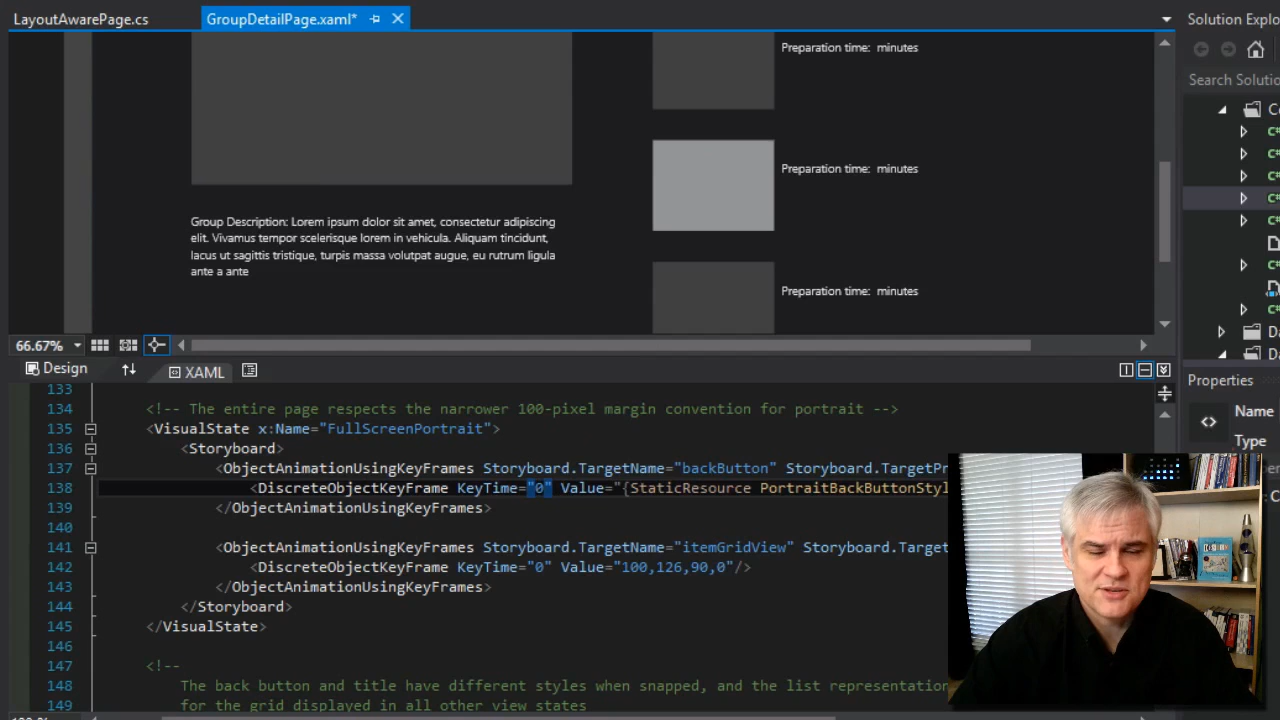 LayoutAwarePage.cs
GroupDetailPage.xaml*
Solution Explo
Preparation time: minutes
Search Solutio
Co
C#
C#
C#
C#
C#
C#
C#
Da
Da
Preparation time: minutes
Group Description: Lorem ipsum dolor sit amet, consectetur adipiscing
elit. Vivamus tempor scelerisque lorem in vehicula. Aliquam tincidunt,
lacus ut sagittis tristique, turpis massa volutpat augue, eu rutrum ligula
ante a ante
Preparation time: minutes
66.67%
Design
XAML
Properties
Name
Type
133
134 <!-- The entire page respects the narrower 100-pixel margin convention for portrait -->
135 <VisualState x:Name="FullScreenPortrait">
136 <Storyboard>
137 <ObjectAnimationUsingKeyFrames Storyboard.TargetName="backButton" Storyboard.TargetPr
138 <DiscreteObjectKeyFrame KeyTime="0" Value="{StaticResource PortraitBackButtonStyl
139 </ObjectAnimationUsingKeyFrames>
140
141 <ObjectAnimationUsingKeyFrames Storyboard.TargetName="itemGridView" Storyboard.Target
142 <DiscreteObjectKeyFrame KeyTime="0" Value="100,126,90,0"/>
143 </ObjectAnimationUsingKeyFrames>
144 </Storyboard>
145 </VisualState>
146
147 <!--
148 The back button and title have different styles when snapped, and the list representation
149 for the grid displayed in all other view states